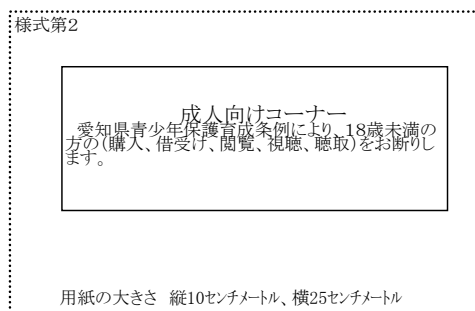 様式第2
成人向けコーナー
愛知県青少年保護育成条例により、18歳未満の
方の(購入、借受け、閲覧、視聴、聴取)をお断りし
ます。
用紙の大きさ 縦10センチメートル、横25センチメートル